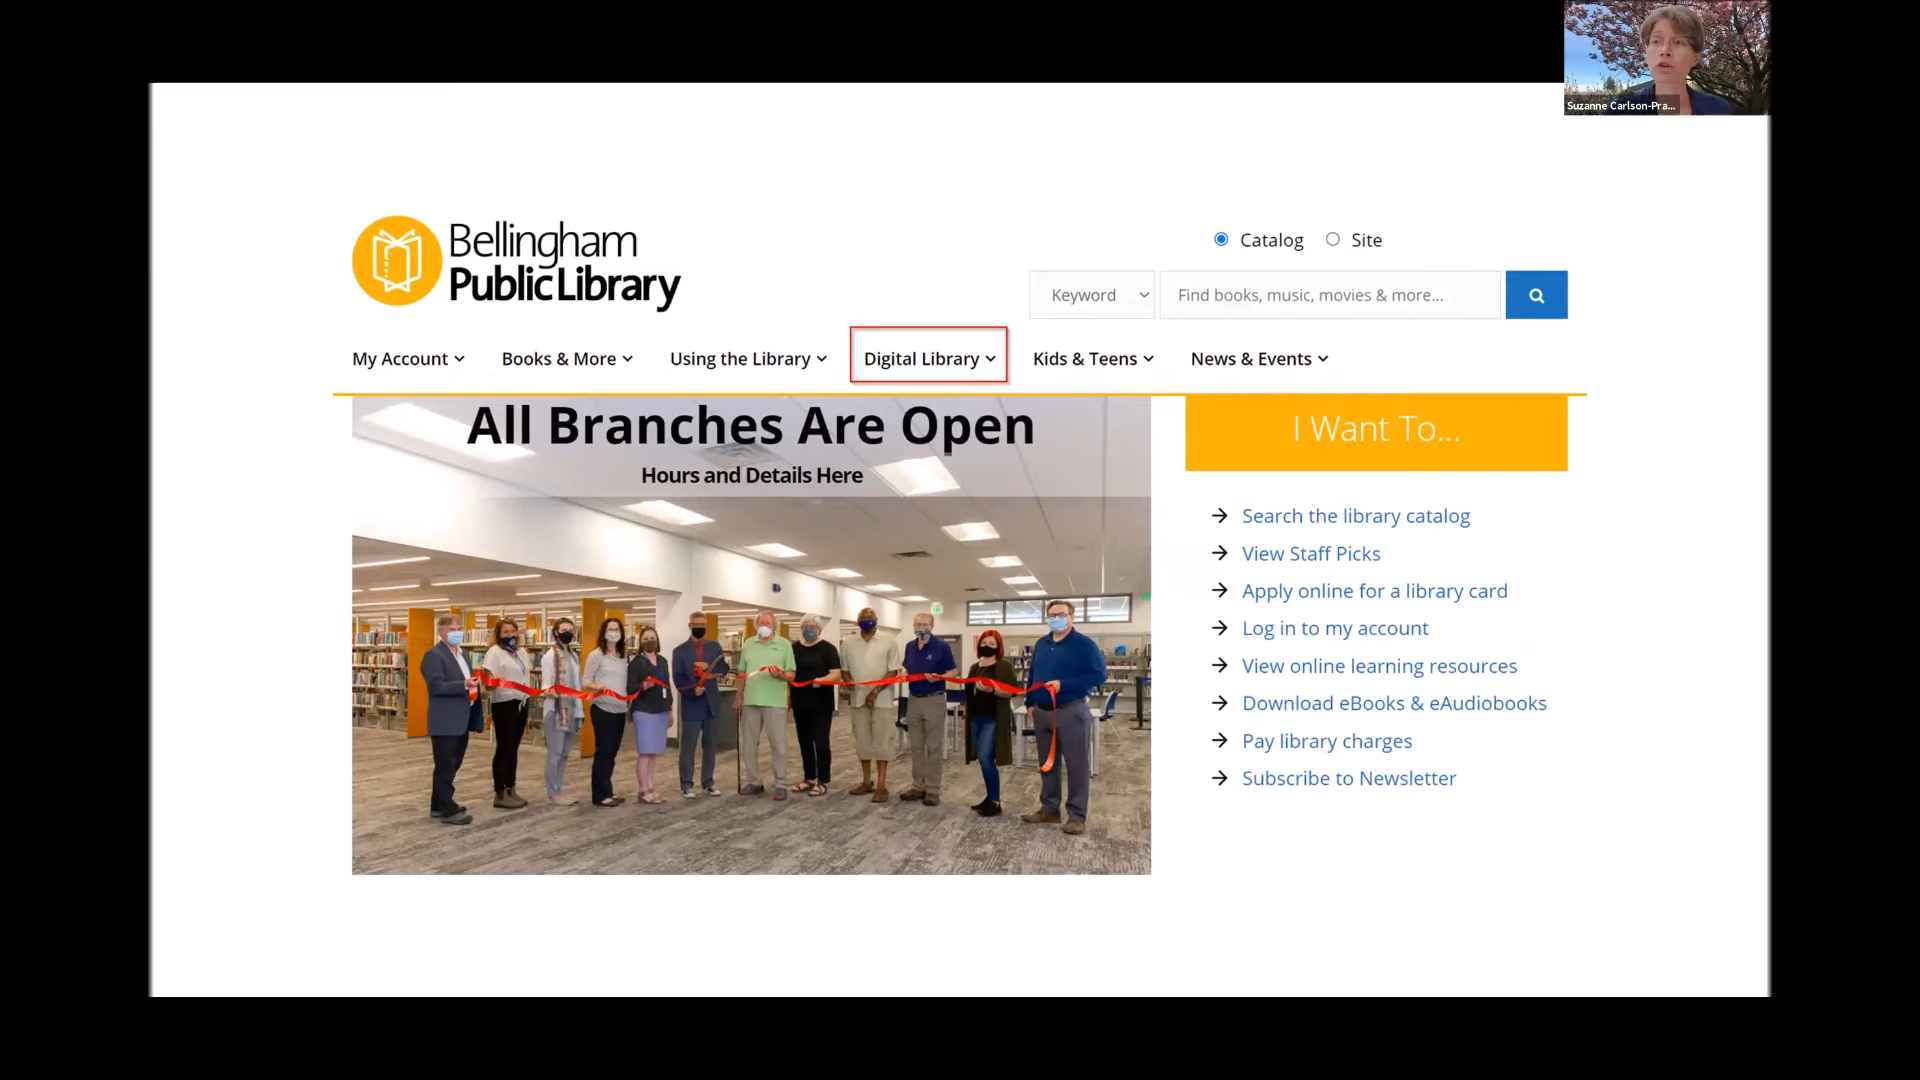 Suzanne Carlson-Pra...
Bellingham
Public Library
Catalog Site
Keyword Find books, music, movies & more...
My Account Books & More Using the Library Digital Library Kids & Teens News & Events
All Branches Are Open
Hours and Details Here
I Want To...
Search the library catalog
View Staff Picks
Apply online for a library card
Log in to my account
View online learning resources
Download eBooks & eAudiobooks
Pay library charges
Subscribe to Newsletter